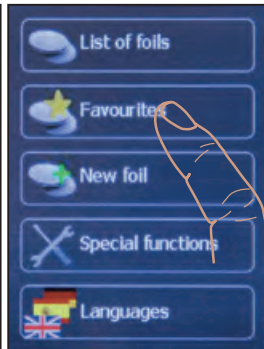 List of foils
Favourites
New foil
Special functions
Languages